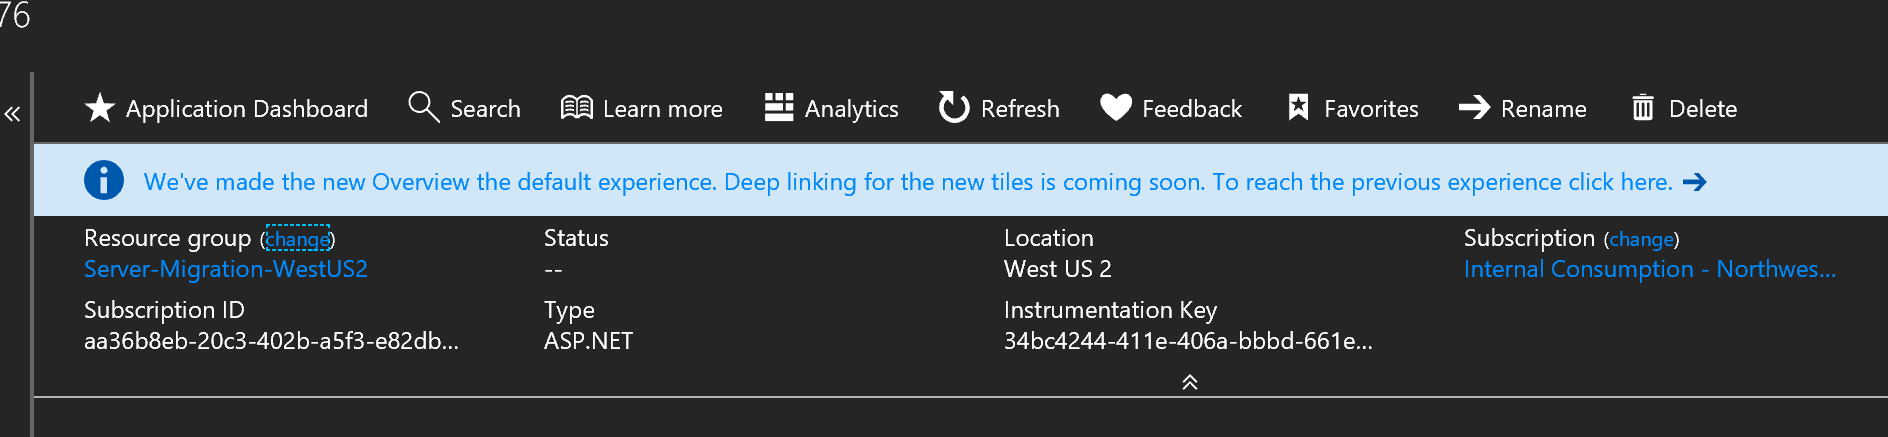 76
Application Dashboard Search Learn more Analytics Refresh Feedback Favorites Rename Delete
We've made the new Overview the default experience. Deep linking for the new tiles is coming soon. To reach the previous experience click here.
Resource group (change) Status Location Subscription (change)
Server-Migration-WestUS2 -- West US 2 Internal Consumption - Northwes...
Subscription ID Type Instrumentation Key
aa36b8eb-20c3-402b-a5f3-e82db... ASP.NET 34bc4244-411e-406a-bbbd-661e...